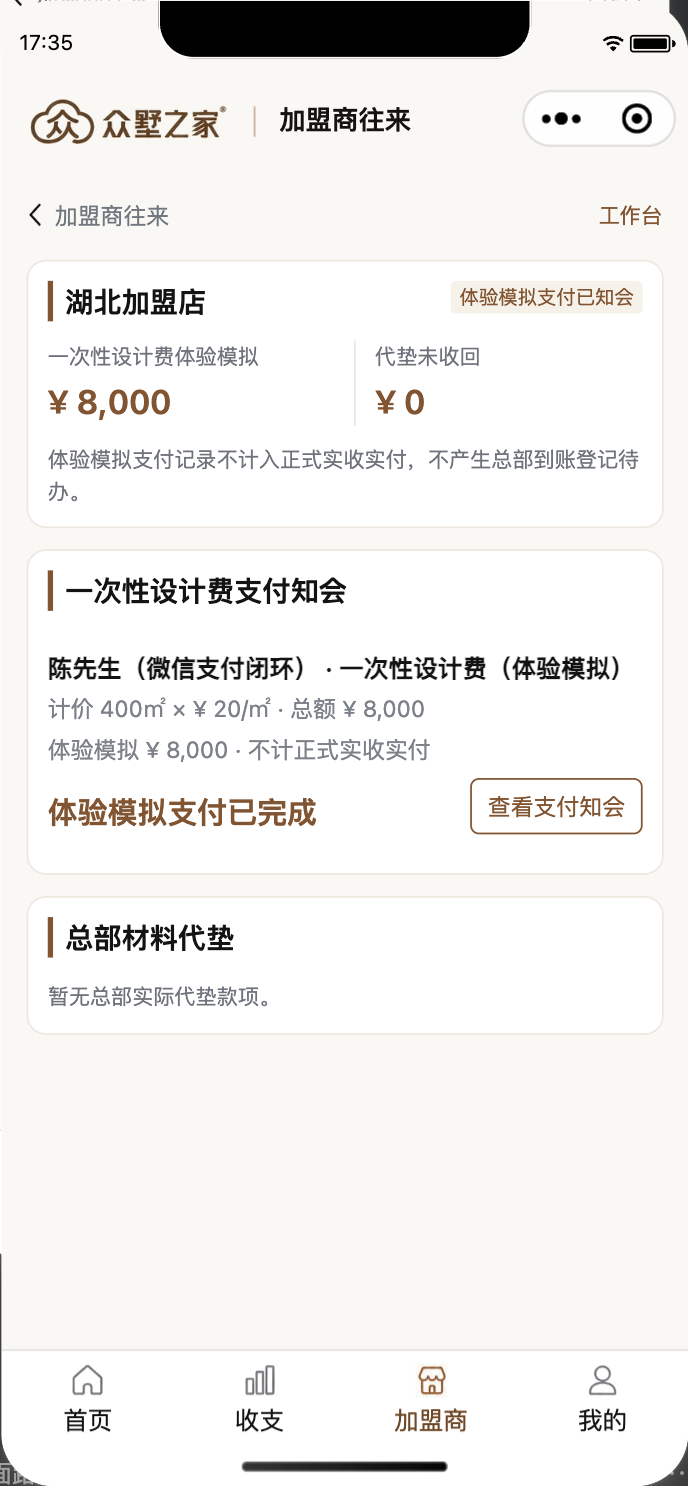 17:35
众墅之家® 加盟商往来
加盟商往来 工作台
湖北加盟店 体验模拟支付已知会
一次性设计费体验模拟 代垫未收回
¥ 8,000 ¥ 0
体验模拟支付记录不计入正式实收实付，不产生总部到账登记待
办。
一次性设计费支付知会
陈先生（微信支付闭环）· 一次性设计费（体验模拟）
计价 400㎡ × ¥ 20/㎡ · 总额 ¥ 8,000
体验模拟 ¥ 8,000 · 不计正式实收实付
体验模拟支付已完成 查看支付知会
总部材料代垫
暂无总部实际代垫款项。
首页 收支 加盟商 我的